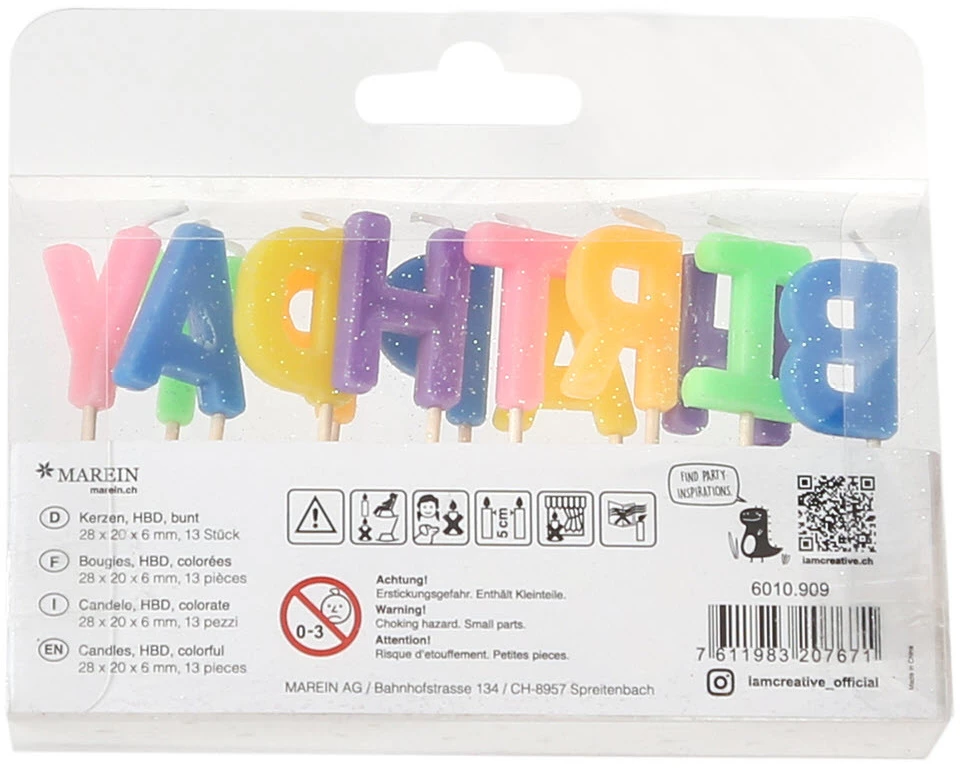 YADHTRIB
MAREIN
marein.ch
D Kerzen, HBD, bunt
28 x 20 x 6 mm, 13 Stück
F Bougies, HBD, colorées
28 x 20 x 6 mm, 13 pièces
I Candele, HBD, colorate
28 x 20 x 6 mm, 13 pezzi
EN Candles, HBD, colorful
28 x 20 x 6 mm, 13 pieces
5 cm
0-3
Achtung!
Erstickungsgefahr. Enthält Kleinteile.
Warning!
Choking hazard. Small parts.
Attention!
Risque d'etouffement. Petites pieces.
MAREIN AG / Bahnhofstrasse 134 / CH-8957 Spreitenbach
FIND PARTY-
INSPIRATIONS.
iamcreative.ch
6010.909
7 611983 207671
iamcreative_official
Made in China